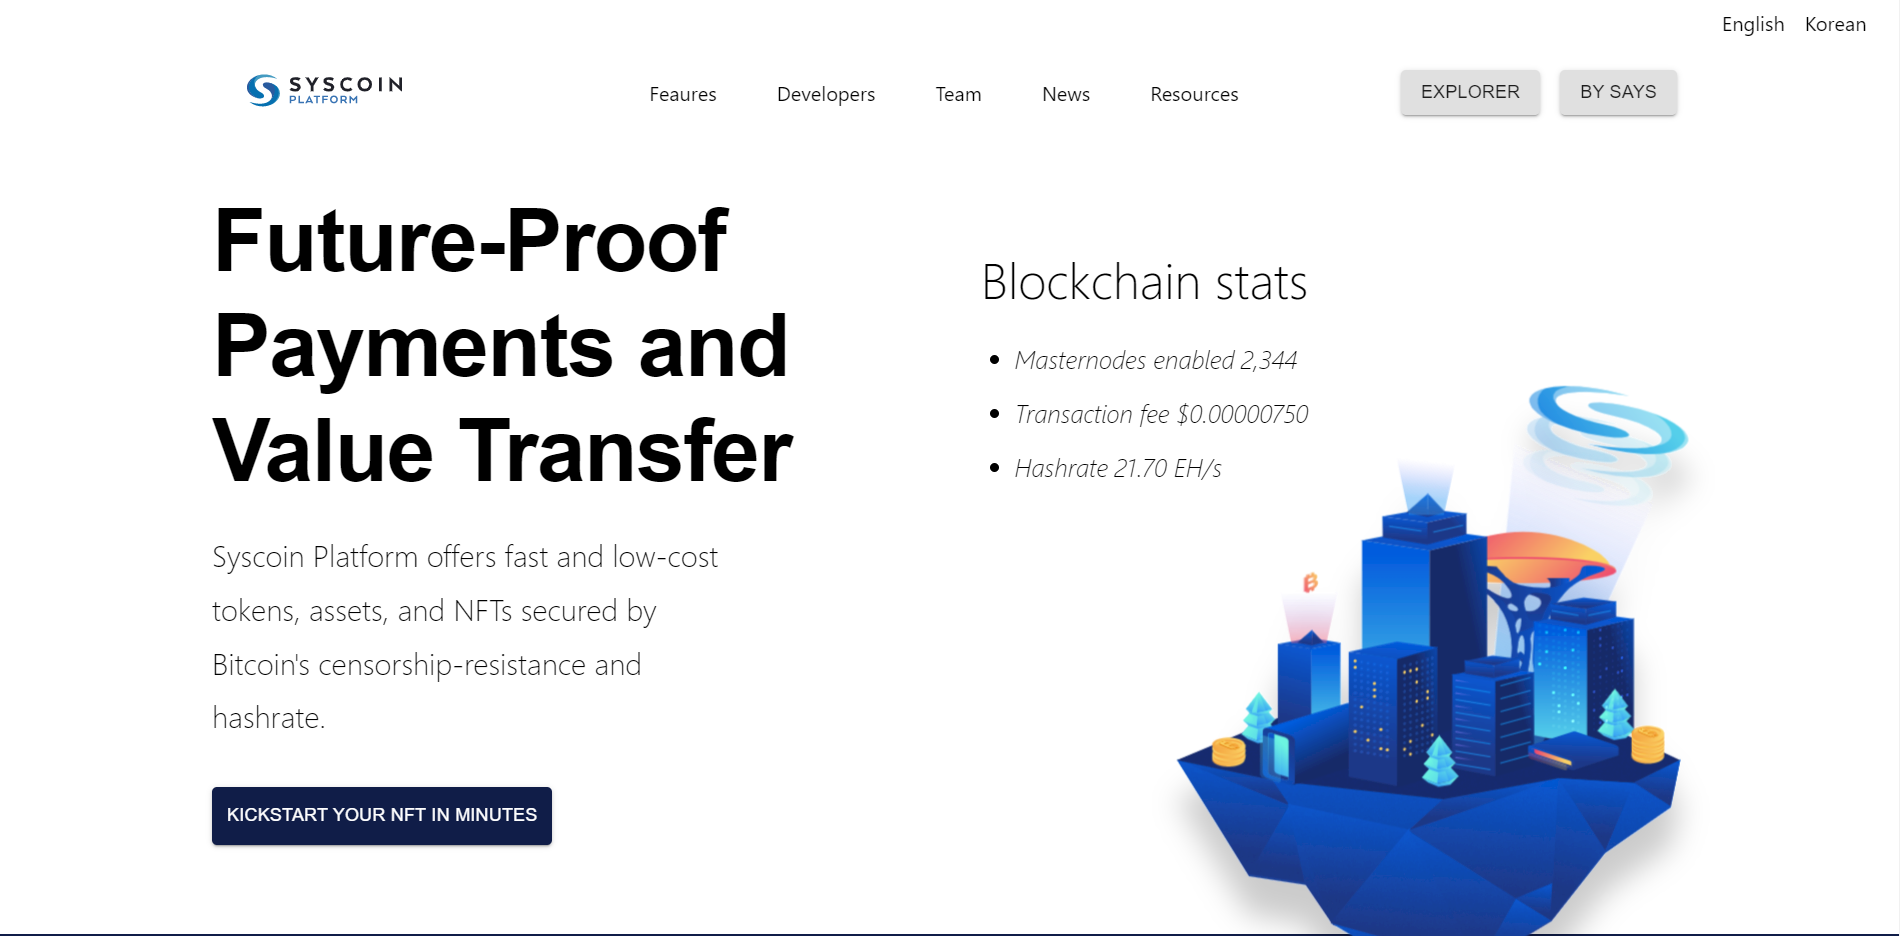 English Korean
SYSCOIN
PLATFORM
Feaures Developers Team News Resources
EXPLORER BY SAYS
Future-Proof
Payments and
Value Transfer
Blockchain stats
Masternodes enabled 2,344
Transaction fee $0.00000750
Hashrate 21.70 EH/s
Syscoin Platform offers fast and low-cost
tokens, assets, and NFTs secured by
Bitcoin's censorship-resistance and
hashrate.
KICKSTART YOUR NFT IN MINUTES